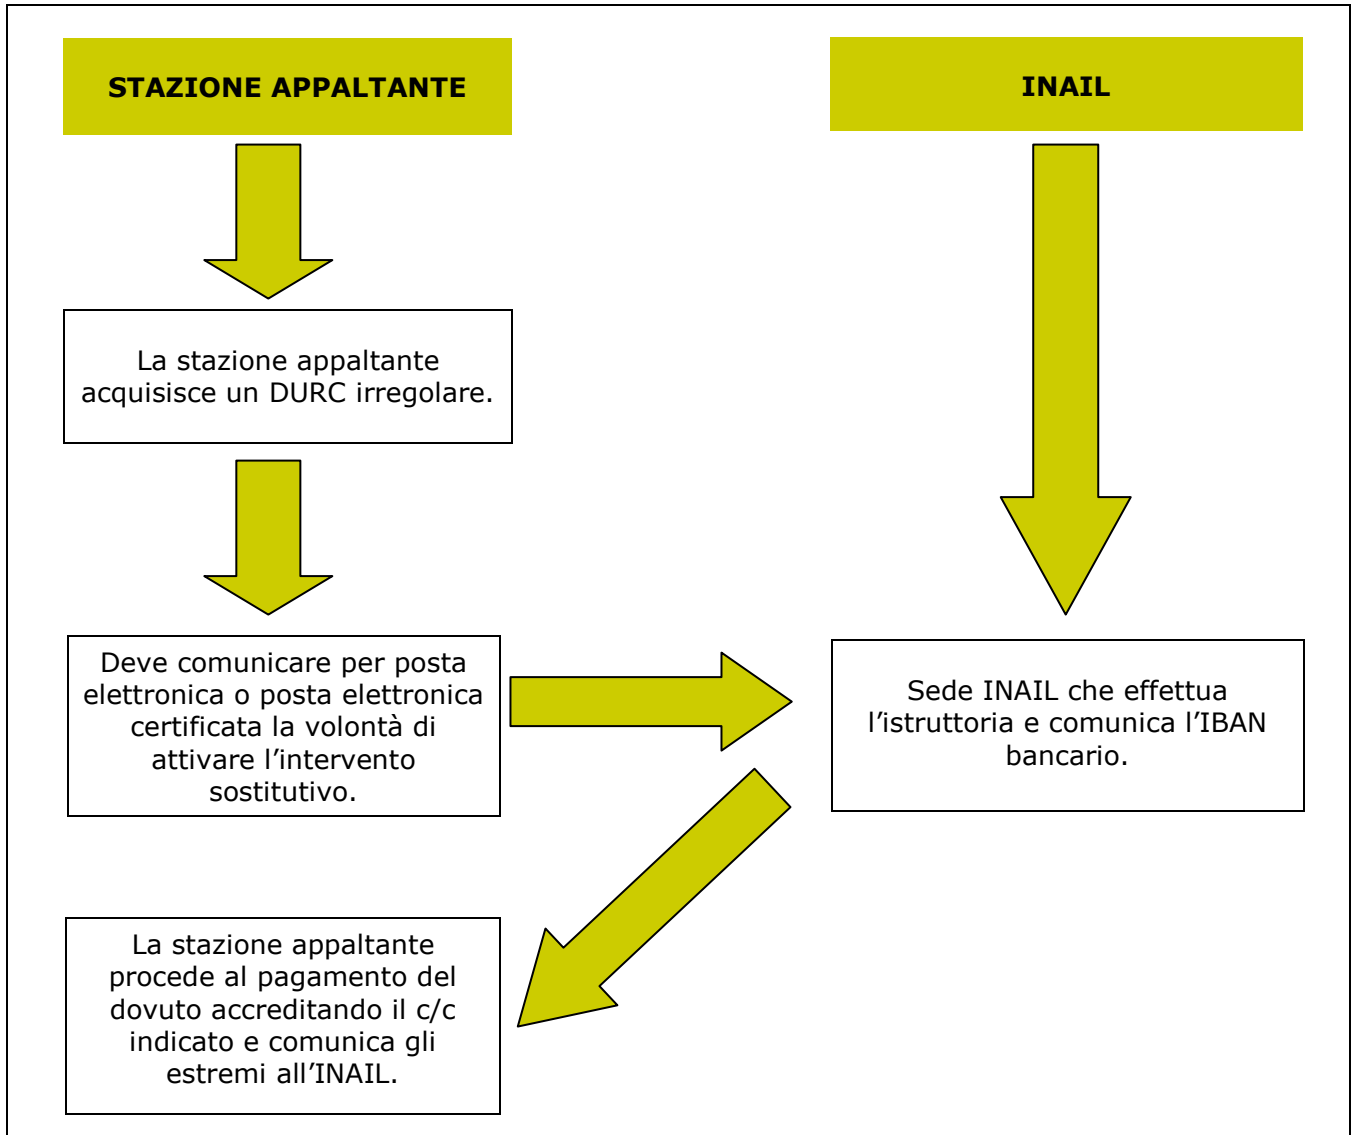 STAZIONE APPALTANTE
INAIL
La stazione appaltante
acquisisce un DURC irregolare.
Deve comunicare per posta
elettronica o posta elettronica
certificata la volontà di
attivare l’intervento
sostitutivo.
Sede INAIL che effettua
l’istruttoria e comunica l’IBAN
bancario.
La stazione appaltante
procede al pagamento del
dovuto accreditando il c/c
indicato e comunica gli
estremi all’INAIL.